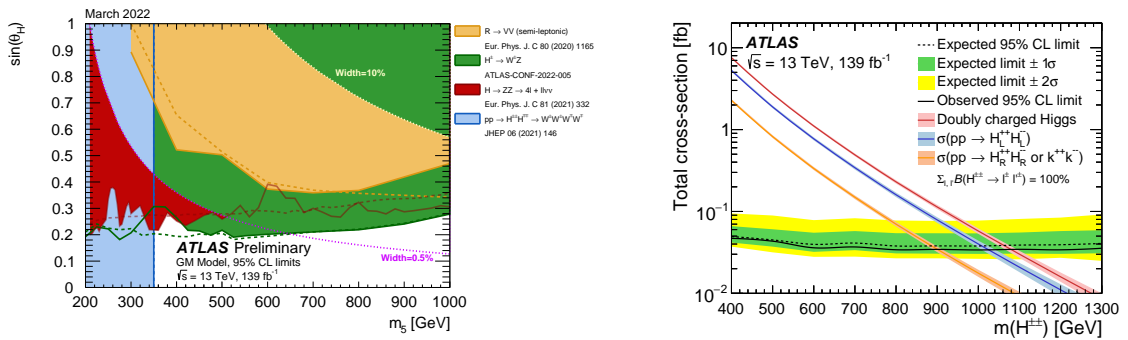 March 2022
sin(θH)
1
0.9
0.8
0.7
0.6
0.5
0.4
0.3
0.2
0.1
0
200 300 400 500 600 700 800 900 1000
m5 [GeV]
Width=10%
Width=0.5%
ATLAS Preliminary
GM Model, 95% CL limits
√s = 13 TeV, 139 fb-1
R → VV (semi-leptonic)
Eur. Phys. J. C 80 (2020) 1165
H± → W±Z
ATLAS-CONF-2022-005
H → ZZ → 4l + llνν
Eur. Phys. J. C 81 (2021) 332
pp → H±±H∓∓ → W±W±W∓W∓
JHEP 06 (2021) 146
Total cross-section [fb]
10
1
10−1
10−2
400 500 600 700 800 900 1000 1100 1200 1300
m(H±±) [GeV]
ATLAS
√s = 13 TeV, 139 fb-1
Expected 95% CL limit
Expected limit ± 1σ
Expected limit ± 2σ
Observed 95% CL limit
Doubly charged Higgs
σ(pp → HL++HL--)
σ(pp → HR++HR-- or k++k--)
Σl, l' B(H±± → l± l'±) = 100%